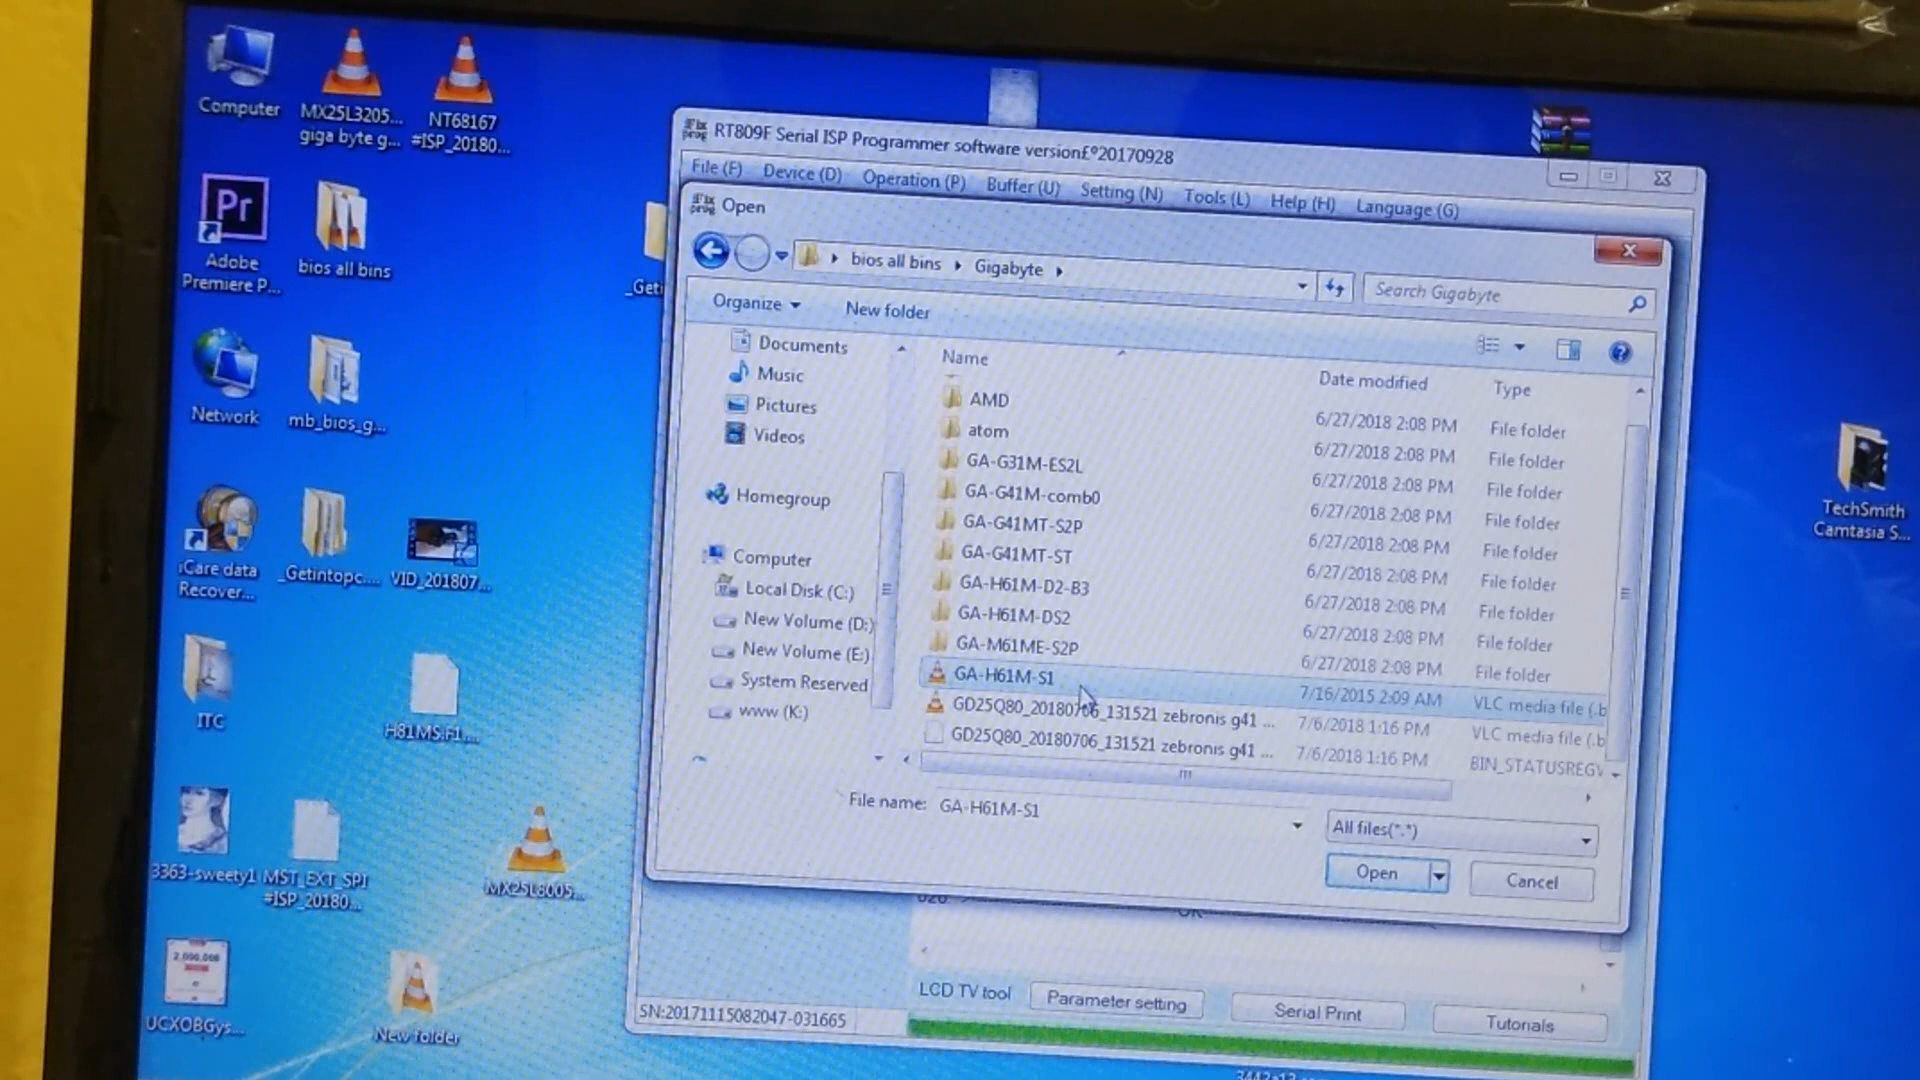 Computer
MX25L3205...
giga byte g...
NT68167
#ISP_20180...
Adobe
Premiere P...
bios all bins
Network
mb_bios_g...
iCare data
Recover...
_Getintopc....
VID_201807...
ITC
H81MS.F1....
3363-sweety1
MST_EXT_SPI
#ISP_20180...
MX25L8005...
2,000,000
UCXOBGys...
New folder
_Geti
TechSmith
Camtasia S...
RT809F Serial ISP Programmer software version£º20170928
File (F) Device (D) Operation (P) Buffer (U) Setting (N) Tools (L) Help (H) Language (G)
Open
bios all bins Gigabyte
Search Gigabyte
Organize New folder
Documents
Music
Pictures
Videos
Homegroup
Computer
Local Disk (C:)
New Volume (D:)
New Volume (E:)
System Reserved
www (K:)
Name Date modified Type
AMD 6/27/2018 2:08 PM File folder
atom 6/27/2018 2:08 PM File folder
GA-G31M-ES2L 6/27/2018 2:08 PM File folder
GA-G41M-comb0 6/27/2018 2:08 PM File folder
GA-G41MT-S2P 6/27/2018 2:08 PM File folder
GA-G41MT-ST 6/27/2018 2:08 PM File folder
GA-H61M-D2-B3 6/27/2018 2:08 PM File folder
GA-H61M-DS2 6/27/2018 2:08 PM File folder
GA-M61ME-S2P 6/27/2018 2:08 PM File folder
GA-H61M-S1 7/16/2015 2:09 AM VLC media file (.b
GD25Q80_20180706_131521 zebronis g41 ... 7/6/2018 1:16 PM VLC media file (.b
GD25Q80_20180706_131521 zebronis g41 ... 7/6/2018 1:16 PM BIN_STATUSREGV
File name: GA-H61M-S1
All files(*.*)
Open Cancel
LCD TV tool Parameter setting Serial Print Tutorials
SN:20171115082047-031665